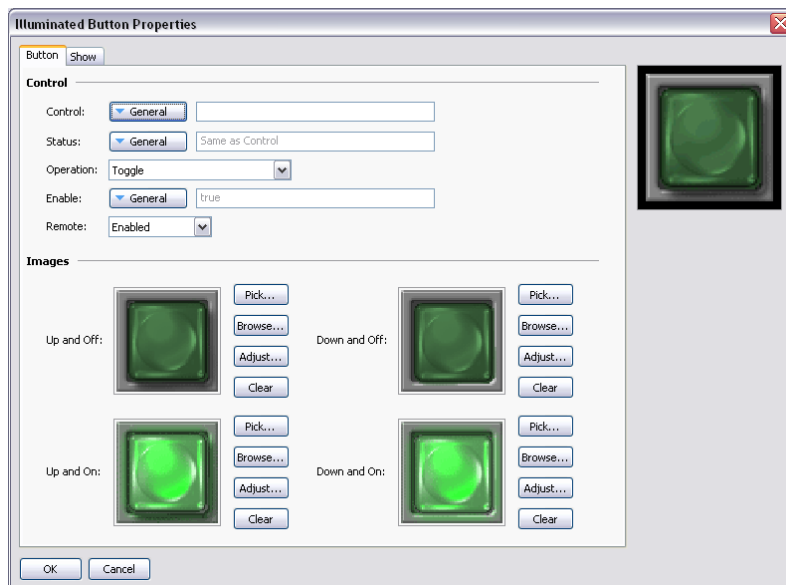 Illuminated Button Properties
Button Show
Control
Control: General
Status: General Same as Control
Operation: Toggle
Enable: General true
Remote: Enabled
Images
Up and Off: Pick... Browse... Adjust... Clear
Down and Off: Pick... Browse... Adjust... Clear
Up and On: Pick... Browse... Adjust... Clear
Down and On: Pick... Browse... Adjust... Clear
OK Cancel